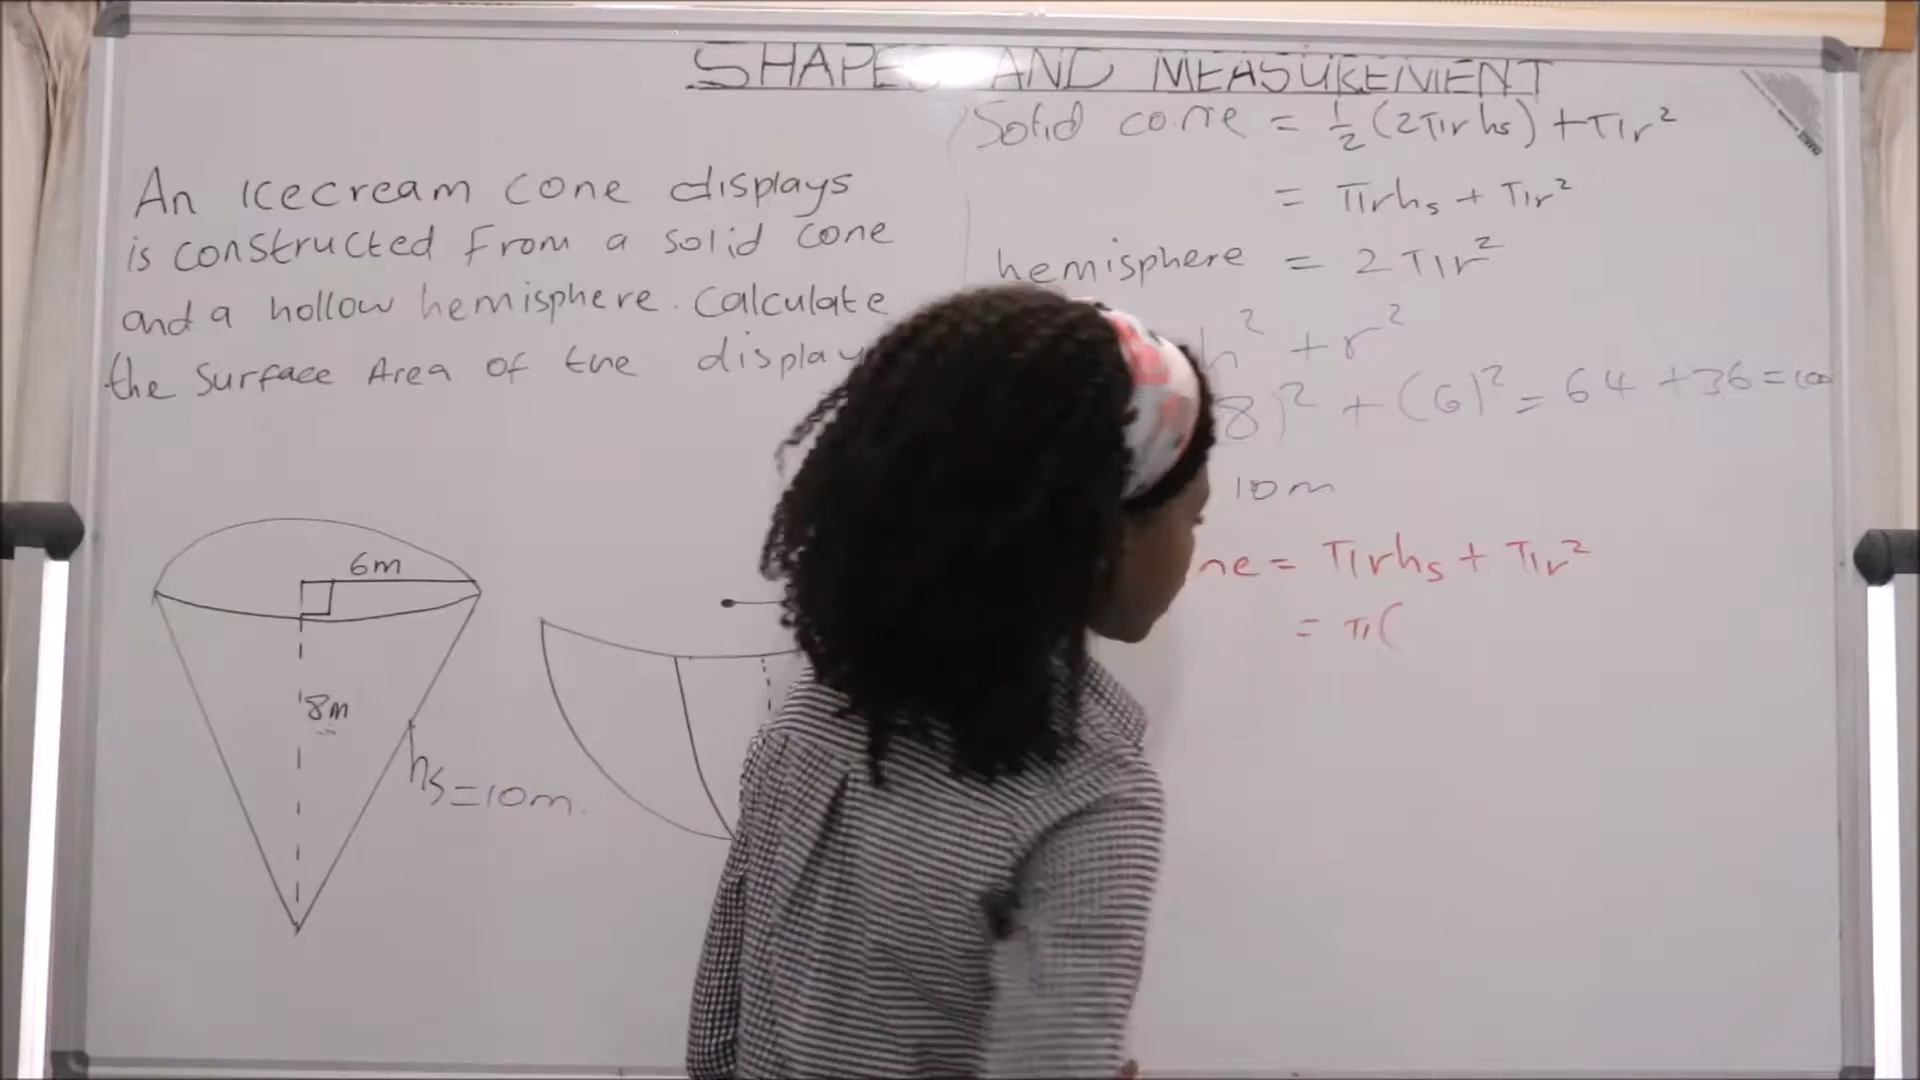 SHAPES AND MEASUREMENT
An icecream cone displays
is constructed from a solid cone
and a hollow hemisphere. Calculate
the Surface Area of the display
6m
8m
hs=10m.
Solid cone = 1/2 (2πrhs) + πr²
= πrhs + πr²
hemisphere = 2πr²
h² + r²
8)² + (6)² = 64 + 36 = 100
10m
ne = πrhs + πr²
= π(